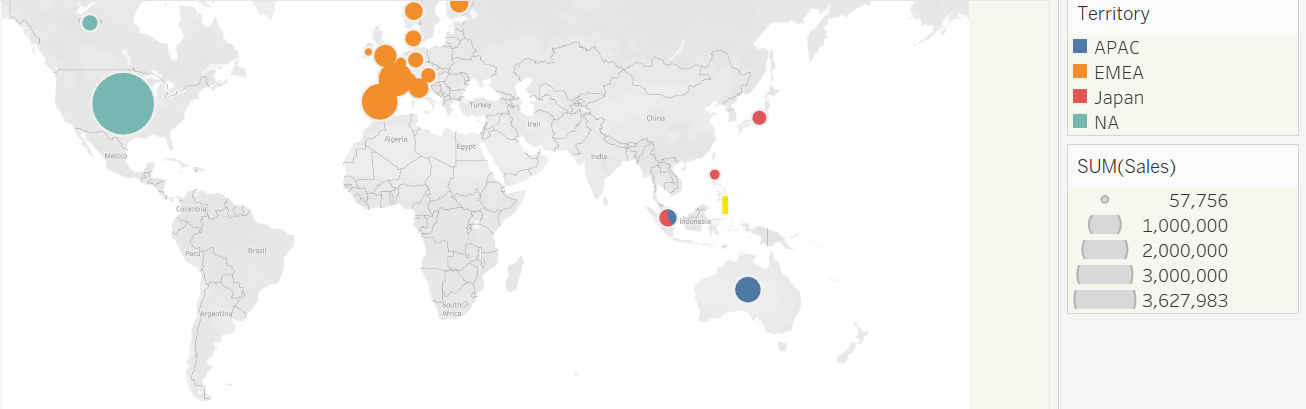 Turkey
China
Iran
Algeria
Egypt
India
Mexico
Colombia
Indonesia
Brazil
Peru
South
Africa
Argentina
Territory
APAC
EMEA
Japan
NA
SUM(Sales)
57,756
1,000,000
2,000,000
3,000,000
3,627,983